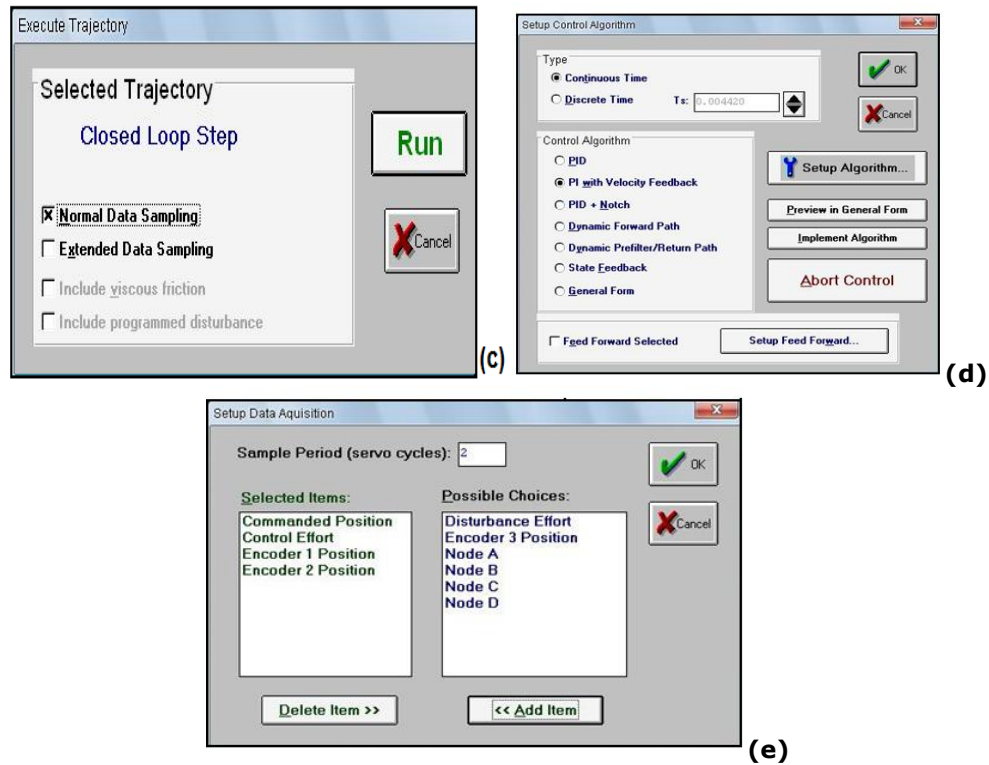 Execute Trajectory
Selected Trajectory
Closed Loop Step
Normal Data Sampling
Extended Data Sampling
Include viscous friction
Include programmed disturbance
Run
Cancel
(c)
Setup Control Algorithm
Type
Continuous Time
Discrete Time Ts: 0.004420
OK
Cancel
Control Algorithm
PID
PI with Velocity Feedback
PID + Notch
Dynamic Forward Path
Dynamic Prefilter/Return Path
State Feedback
General Form
Setup Algorithm...
Preview in General Form
Implement Algorithm
Abort Control
Feed Forward Selected
Setup Feed Forward...
(d)
Setup Data Aquisition
Sample Period (servo cycles): 2
OK
Cancel
Selected Items:
Commanded Position
Control Effort
Encoder 1 Position
Encoder 2 Position
Possible Choices:
Disturbance Effort
Encoder 3 Position
Node A
Node B
Node C
Node D
Delete Item >>
<< Add Item
(e)